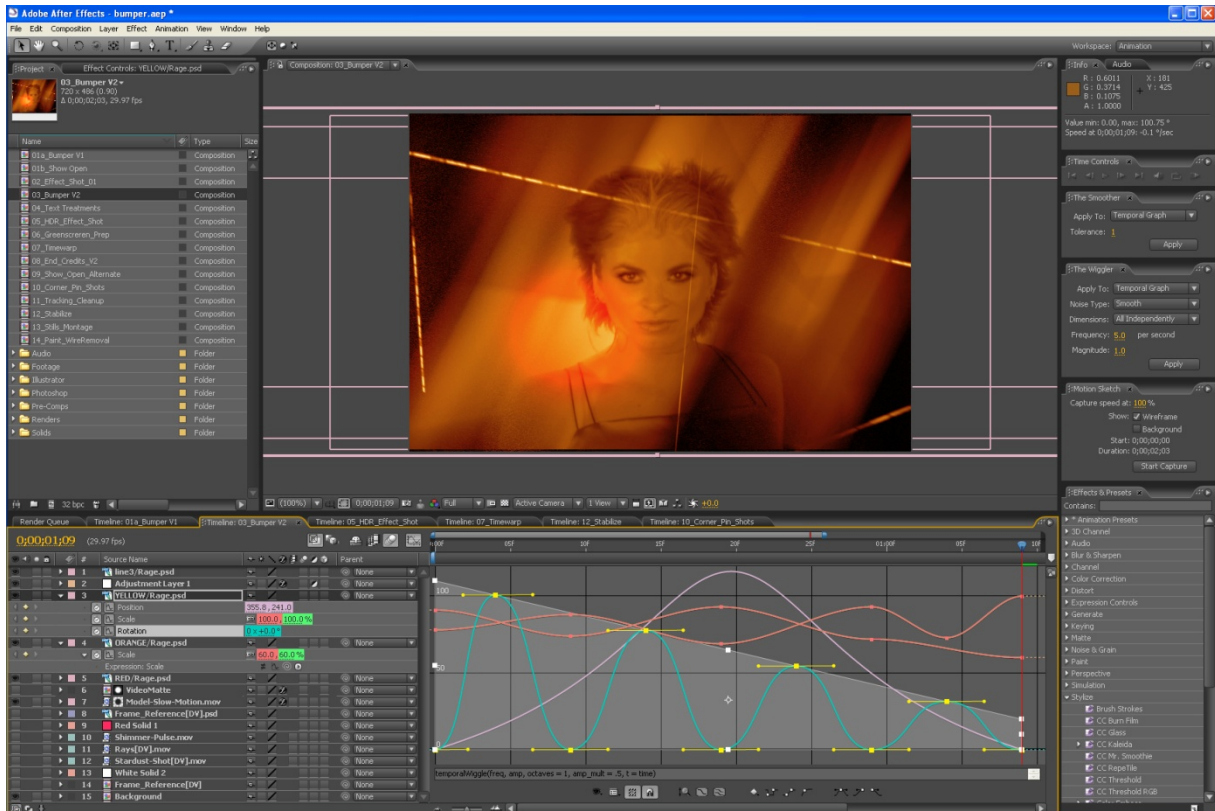 Adobe After Effects - bumper.aep *
File Edit Composition Layer Effect Animation View Window Help
Workspace: Animation
Project Effect Controls: YELLOW/Rage.psd
03_Bumper V2
720 x 486 (0.90)
Δ 0;00;02;03, 29.97 fps
Name Type Size
01a_Bumper V1 Composition
01b_Show Open Composition
02_Effect_Shot_01 Composition
03_Bumper V2 Composition
04_Text Treatments Composition
05_HDR_Effect_Shot Composition
06_Greenscreren_Prep Composition
07_Timewarp Composition
08_End_Credits_V2 Composition
09_Show_Open_Alternate Composition
10_Corner_Pin_Shots Composition
11_Tracking_Cleanup Composition
12_Stabilize Composition
13_Stills_Montage Composition
14_Paint_WireRemoval Composition
Audio Folder
Footage Folder
Illustrator Folder
Photoshop Folder
Pre-Comps Folder
Renders Folder
Solids Folder
32 bpc
Composition: 03_Bumper V2
(100%) 0;00;01;09 Full Active Camera 1 View +0.0
Info Audio
R : 0.6011 X : 181
G : 0.3714 Y : 425
B : 0.1075
A : 1.0000
Value min: 0.00, max: 100.75 °
Speed at 0;00;01;09: -0.1 °/sec
Time Controls
The Smoother
Apply To: Temporal Graph
Tolerance: 1
Apply
The Wiggler
Apply To: Temporal Graph
Noise Type: Smooth
Dimensions: All Independently
Frequency: 5.0 per second
Magnitude: 1.0
Apply
Motion Sketch
Capture speed at: 100 %
Show: Wireframe
Background
Start: 0;00;00;00
Duration: 0;00;02;03
Start Capture
Effects & Presets
Contains:
* Animation Presets
3D Channel
Audio
Blur & Sharpen
Channel
Color Correction
Distort
Expression Controls
Generate
Keying
Matte
Noise & Grain
Paint
Perspective
Simulation
Stylize
Brush Strokes
CC Burn Film
CC Glass
CC Kaleida
CC Mr. Smoothie
CC RepeTile
CC Threshold
CC Threshold RGB
Render Queue Timeline: 01a_Bumper V1 Timeline: 03_Bumper V2 Timeline: 05_HDR_Effect_Shot Timeline: 07_Timewarp Timeline: 12_Stabilize Timeline: 10_Corner_Pin_Shots
0;00;01;09 (29.97 fps)
# Source Name Parent
:00F 05F 10F 15F 20F 25F 01:00F 05F 10F
1 line3/Rage.psd None
2 Adjustment Layer 1 None
3 YELLOW/Rage.psd None
Position 355.8, 241.0
Scale 100.0, 100.0 %
Rotation 0 x +0.0 °
4 ORANGE/Rage.psd None
Scale 60.0, 60.0 %
Expression: Scale
5 RED/Rage.psd None
6 VideoMatte None
7 Model-Slow-Motion.mov None
8 Frame_Reference[DV].psd None
9 Red Solid 1 None
10 Shimmer-Pulse.mov None
11 Rays[DV].mov None
12 Stardust-Shot[DV].mov None
13 White Solid 2 None
14 Frame_Reference[DV] None
15 Background None
100
50
0
temporalWiggle(freq, amp, octaves = 1, amp_mult = .5, t = time)